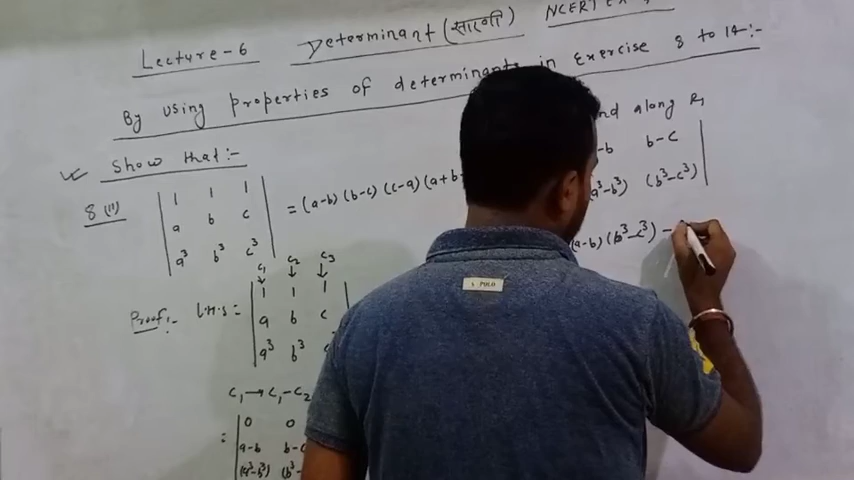 Lecture-6 Determinant (सारणी) NCERT
By using properties of determinants in Exercise 8 to 14:-
Show that:-
8 (ii)
| 1 1 1 |
| a b c | = (a-b) (b-c) (c-a) (a+b
| a³ b³ c³ |
Proof:- L.H.S =
C₁ C₂ C₃
| 1 1 1 |
| a b c
| a³ b³
C₁ → C₁-C₂
= | 0 0
| a-b b-c
| (a³-b³) (b³-
along R₁
-b b-c |
(a³-b³) (b³-c³) |
(a-b) (b³-c³) -
POLO